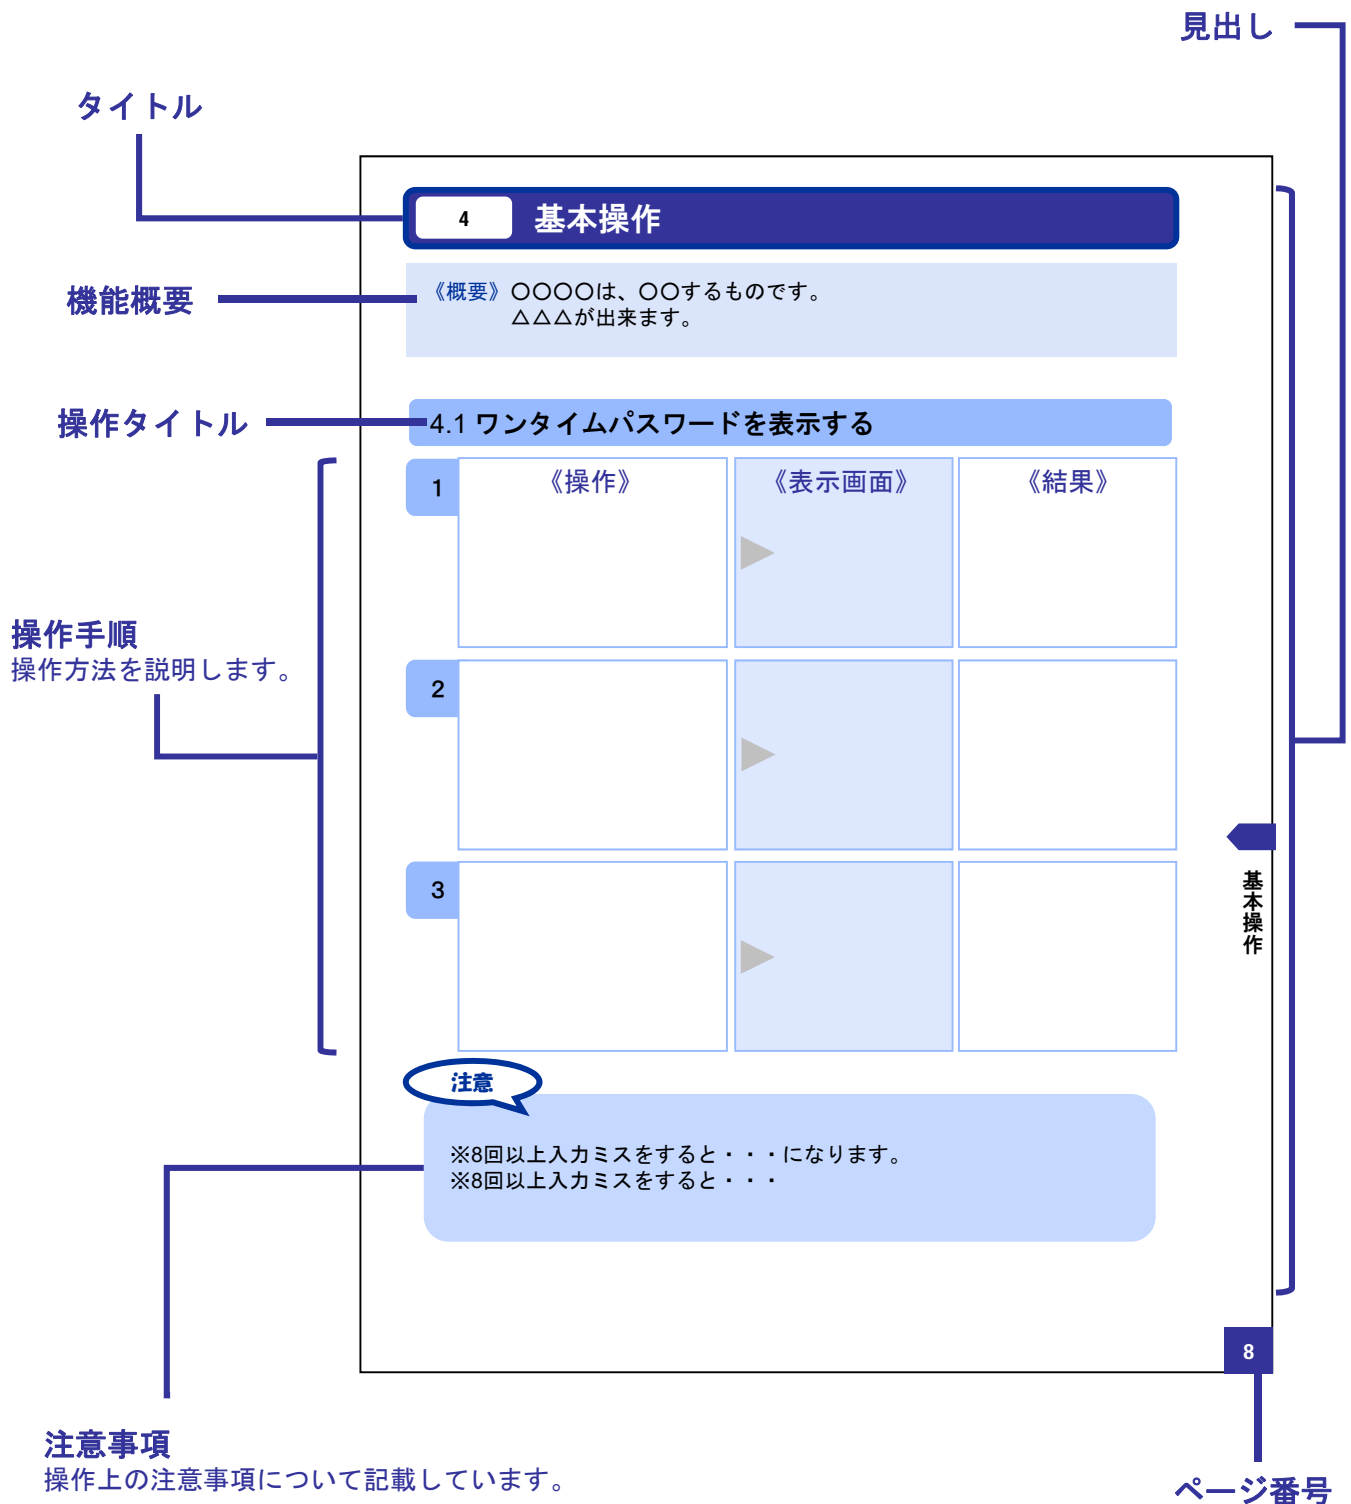 見出し
タイトル
4 基本操作
機能概要
《概要》〇〇〇〇は、〇〇するものです。
△△△が出来ます。
操作タイトル
4.1 ワンタイムパスワードを表示する
1 《操作》 《表示画面》 《結果》
操作手順
操作方法を説明します。
2
3
基本操作
注意
※8回以上入力ミスをすると・・・になります。
※8回以上入力ミスをすると・・・
8
注意事項
操作上の注意事項について記載しています。
ページ番号